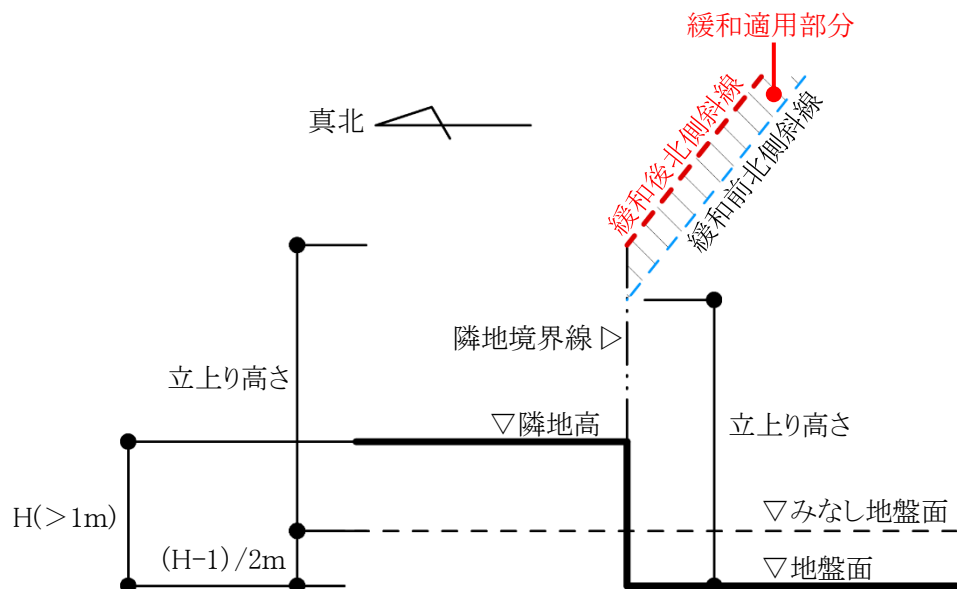 緩和適用部分
真北
緩和後北側斜線
緩和前北側斜線
隣地境界線▷
立上り高さ
▽隣地高
立上り高さ
H(>1m)
▽みなし地盤面
(H-1)/2m
▽地盤面